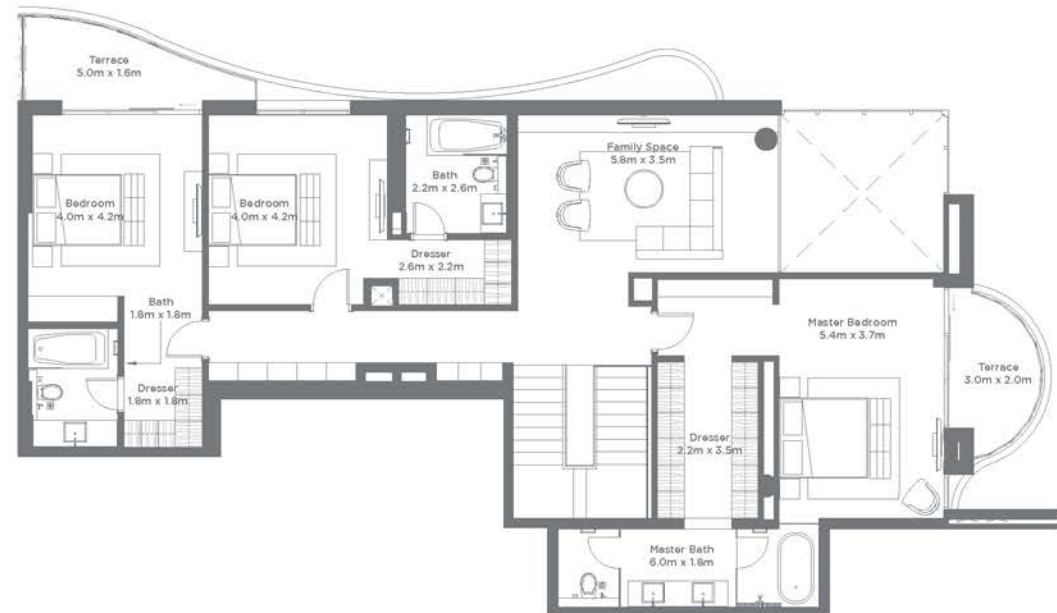 Terrace
5.0m x 1.6m
Bedroom
4.0m x 4.2m
Bedroom
4.0m x 4.2m
Bath
2.2m x 2.6m
Family Space
5.8m x 3.5m
Dresser
2.6m x 2.2m
Bath
1.8m x 1.8m
Dresser
1.8m x 1.8m
Master Bedroom
5.4m x 3.7m
Terrace
3.0m x 2.0m
Dresser
2.2m x 3.5m
Master Bath
6.0m x 1.8m